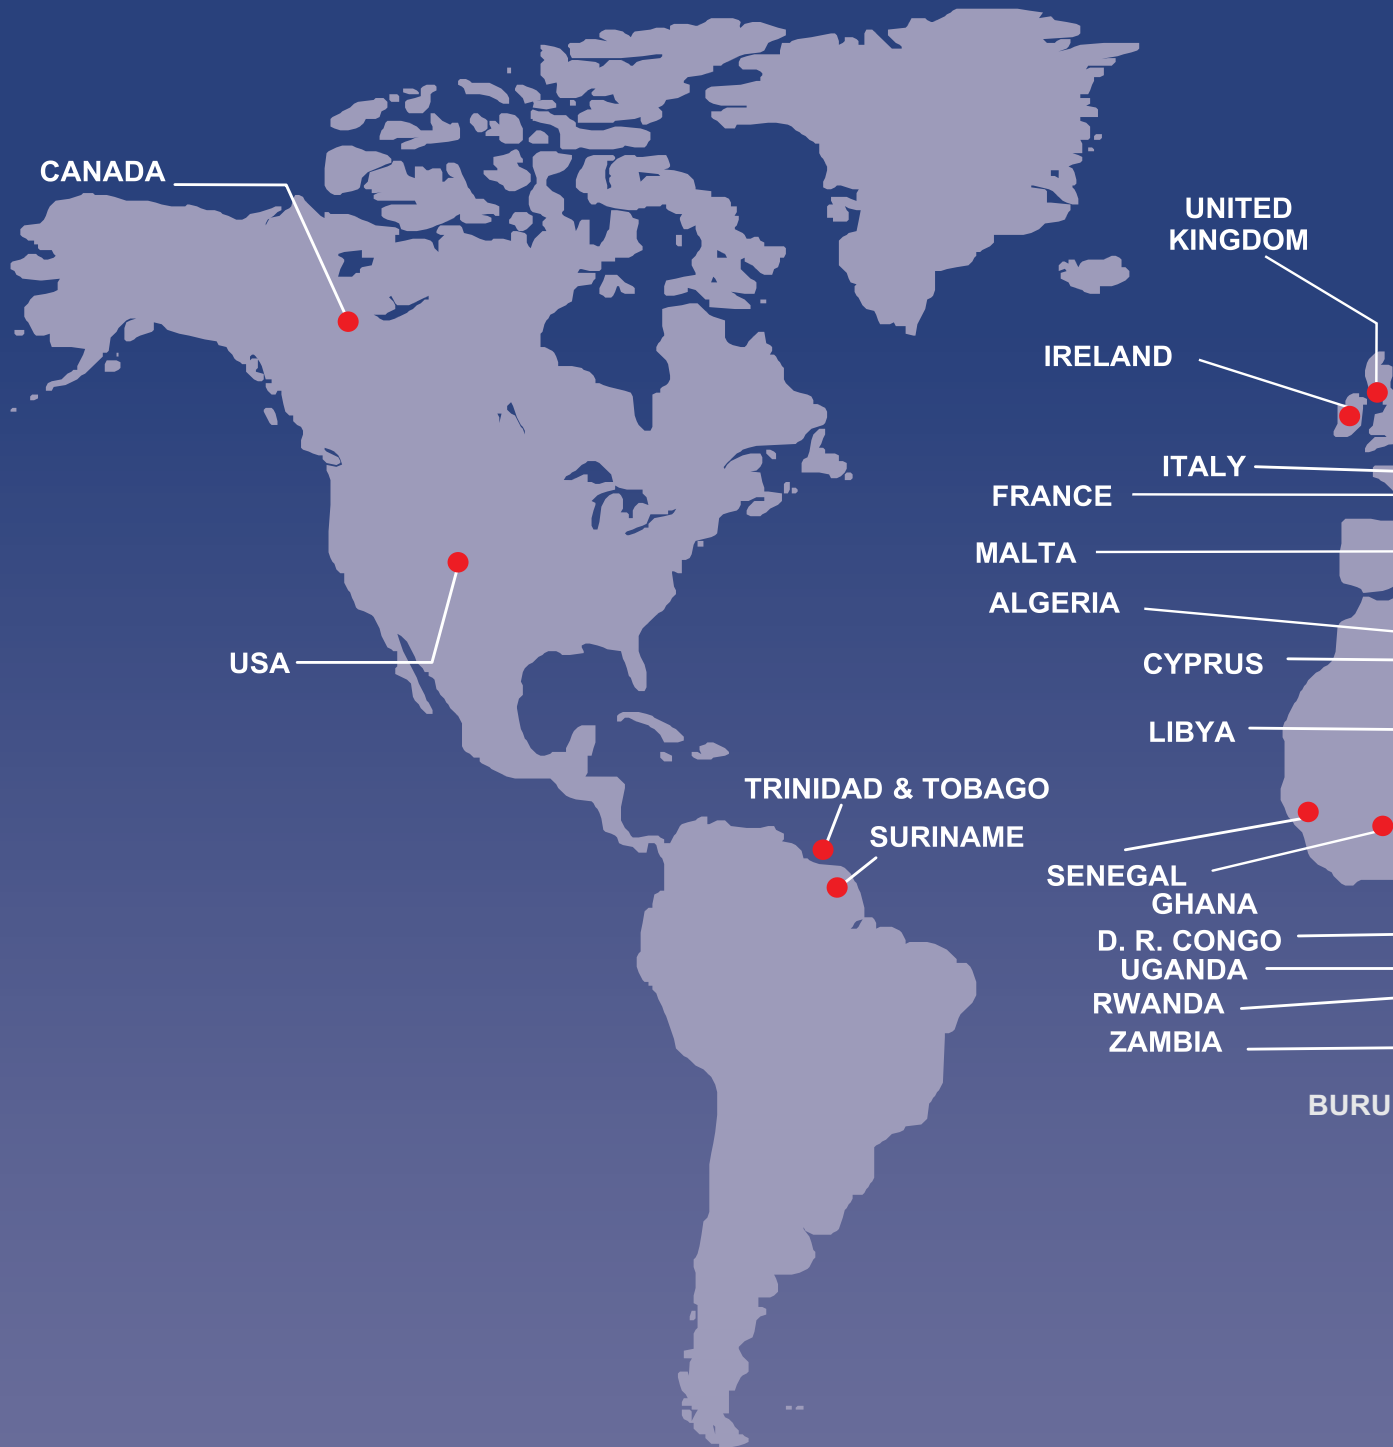 CANADA
UNITED
KINGDOM
IRELAND
ITALY
FRANCE
MALTA
ALGERIA
CYPRUS
USA
LIBYA
TRINIDAD & TOBAGO
SURINAME
SENEGAL
GHANA
D. R. CONGO
UGANDA
RWANDA
ZAMBIA
BURU